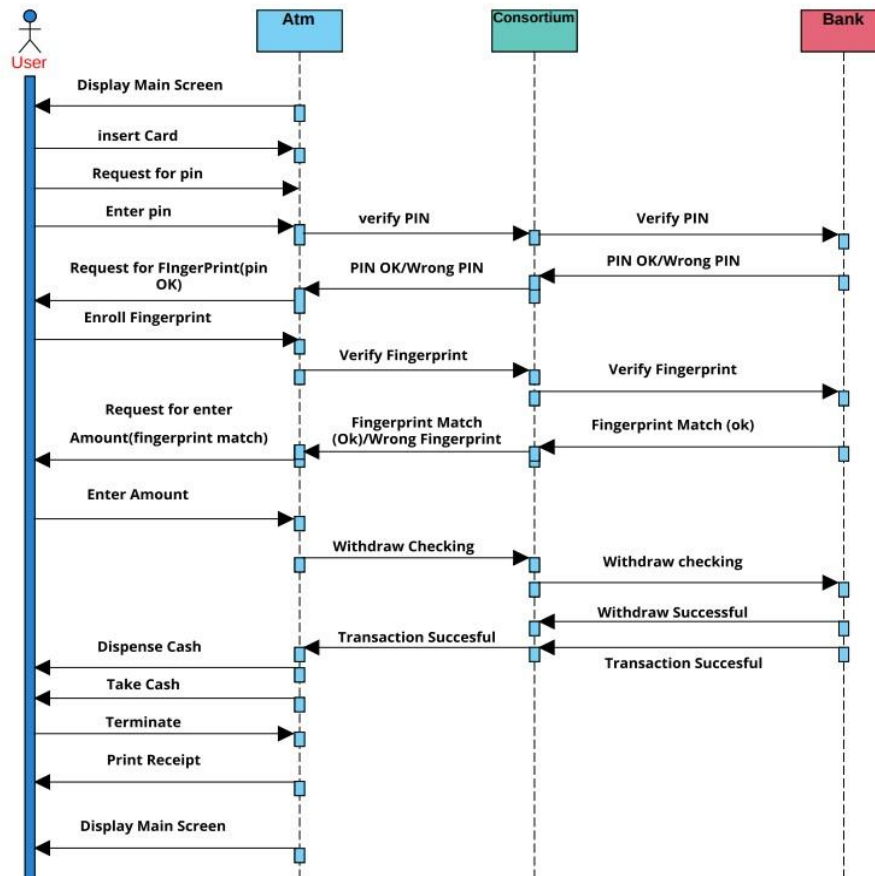 Atm
Consortium
Bank
User
Display Main Screen
insert Card
Request for pin
Enter pin
verify PIN
Verify PIN
PIN OK/Wrong PIN
PIN OK/Wrong PIN
Request for FIngerPrint(pin
OK)
Enroll Fingerprint
Verify Fingerprint
Verify Fingerprint
Request for enter
Amount(fingerprint match)
Fingerprint Match
(Ok)/Wrong Fingerprint
Fingerprint Match (ok)
Enter Amount
Withdraw Checking
Withdraw checking
Withdraw Successful
Transaction Succesful
Transaction Succesful
Dispense Cash
Take Cash
Terminate
Print Receipt
Display Main Screen